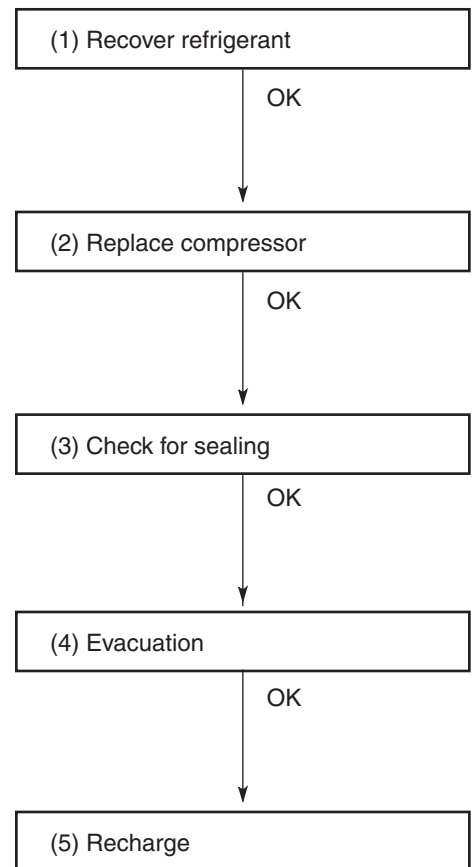 (1) Recover refrigerant
OK
(2) Replace compressor
OK
(3) Check for sealing
OK
(4) Evacuation
OK
(5) Recharge